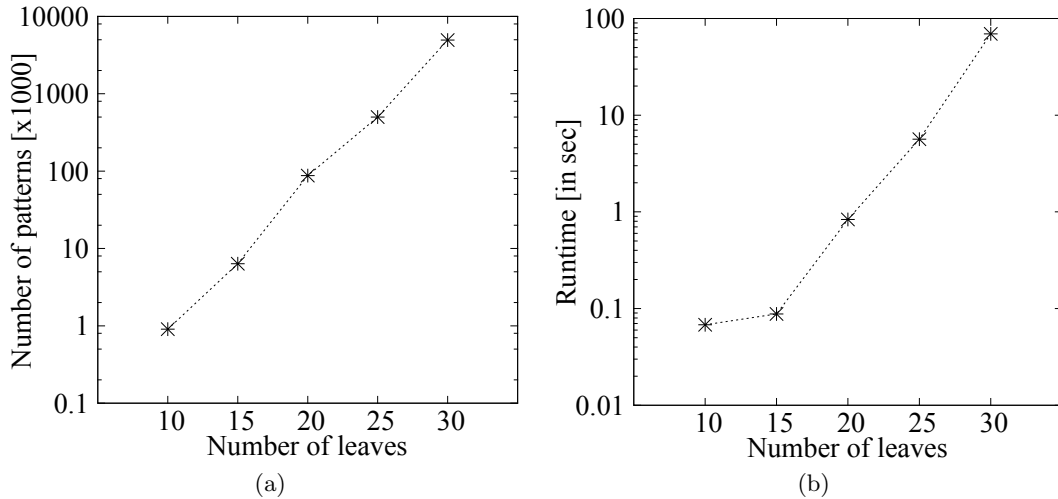 10000
1000
100
10
1
0.1
Number of patterns [x1000]
10 15 20 25 30
Number of leaves
(a)
100
10
1
0.1
0.01
Runtime [in sec]
10 15 20 25 30
Number of leaves
(b)